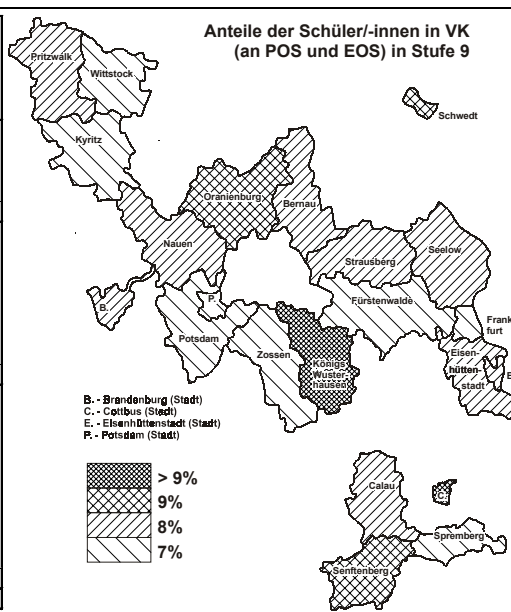 Anteile der Schüler/-innen in VK
(an POS und EOS) in Stufe 9
Pritzwalk
Wittstock
Schwedt
Kyritz
Oranienburg
Bernau
Nauen
Strausberg
Seelow
B.
P.
Fürstenwalde
Frank
furt
Potsdam
Zossen
Königs
Wuster-
hausen
Eisen-
hütten-
stadt
E
B. - Brandenburg (Stadt)
C. - Cottbus (Stadt)
E. - Eisenhüttenstadt (Stadt)
P. - Potsdam (Stadt)
> 9%
9%
8%
7%
Calau
C.
Spremberg
Senftenberg